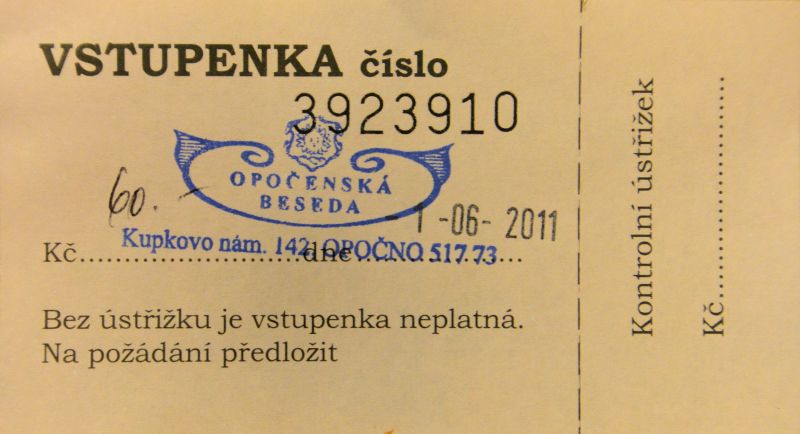 VSTUPENKA číslo
3923910
OPOČENSKÁ
BESEDA
60.–
-1-06-2011
Kupkovo nám. 142, OPOČNO 517 73
Kč........................dne........................
Bez ústřižku je vstupenka neplatná.
Na požádání předložit
Kontrolní ústřižek
Kč........................